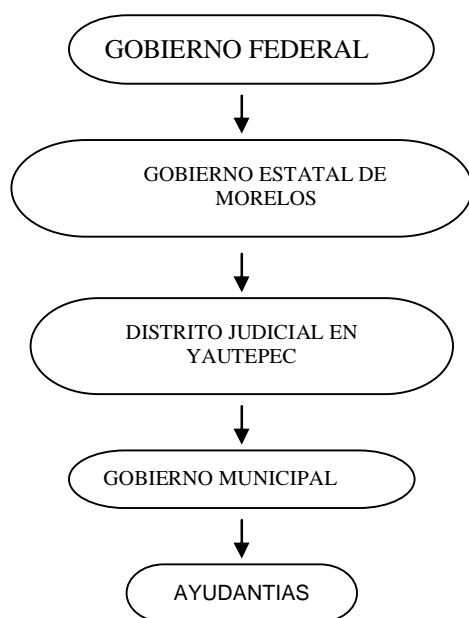 GOBIERNO FEDERAL
GOBIERNO ESTATAL DE
MORELOS
DISTRITO JUDICIAL EN
YAUTEPEC
GOBIERNO MUNICIPAL
AYUDANTIAS